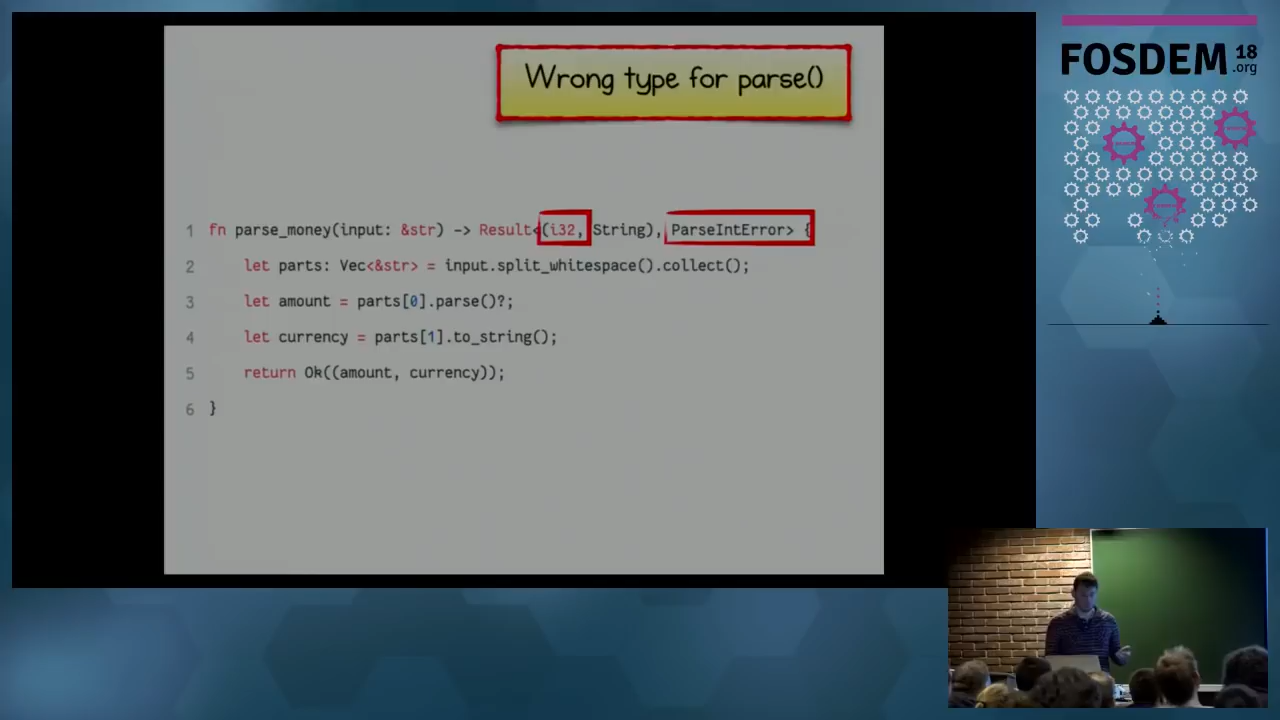 Wrong type for parse()
1 fn parse_money(input: &str) -> Result<(i32, String), ParseIntError> {
2 let parts: Vec<&str> = input.split_whitespace().collect();
3 let amount = parts[0].parse()?;
4 let currency = parts[1].to_string();
5 return Ok((amount, currency));
6 }
FOSDEM 18
.org